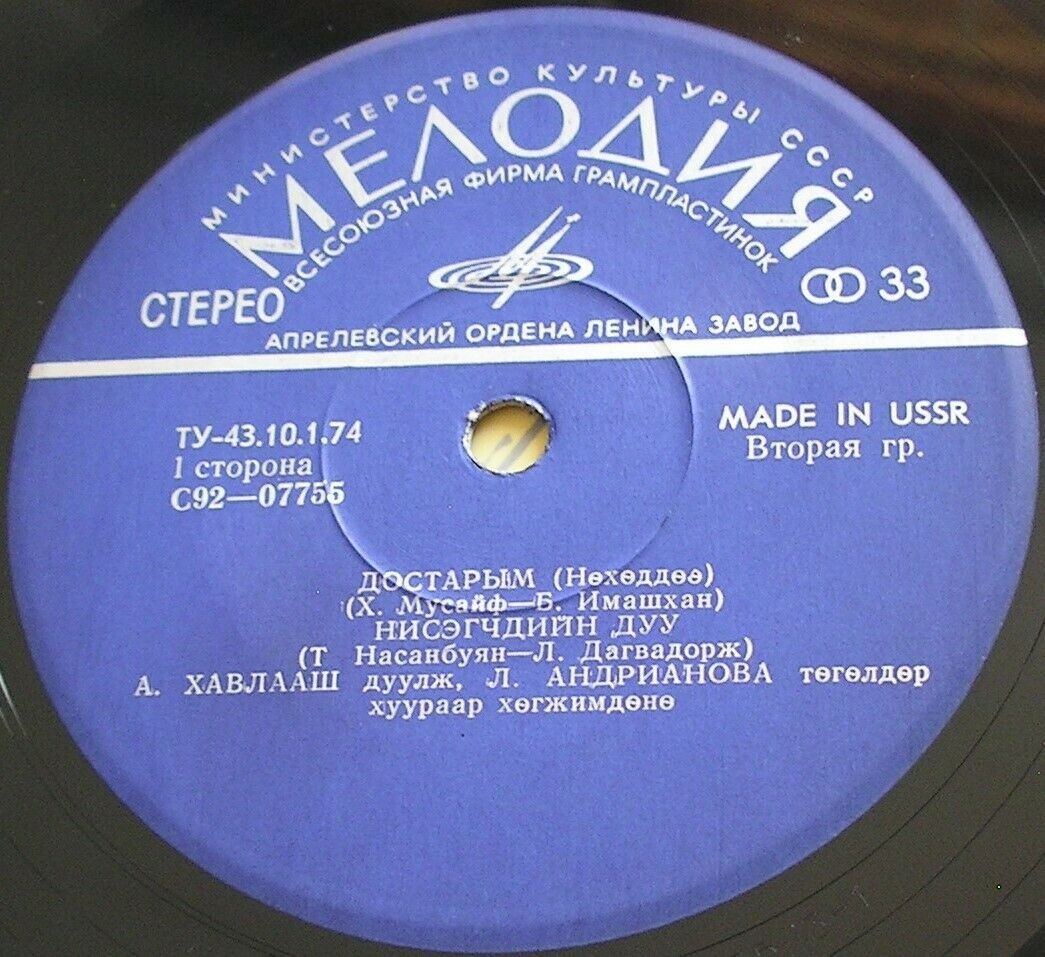 МИНИСТЕРСТВО КУЛЬТУРЫ СССР
МЕЛОДИЯ
ВСЕСОЮЗНАЯ ФИРМА ГРАМПЛАСТИНОК
СТЕРЕО
33
АПРЕЛЕВСКИЙ ОРДЕНА ЛЕНИНА ЗАВОД
ТУ-43.10.1.74
1 сторона
С92—07755
MADE IN USSR
Вторая гр.
ДОСТАРЫМ (Нөхөддөө)
(Х. Мусайф—Б. Имашхан)
НИСЭГЧДИЙН ДУУ
(Т Насанбуян—Л. Дагвадорж)
А. ХАВЛААШ дуулж, Л. АНДРИАНОВА төгөлдөр
хуураар хөгжимдөнө